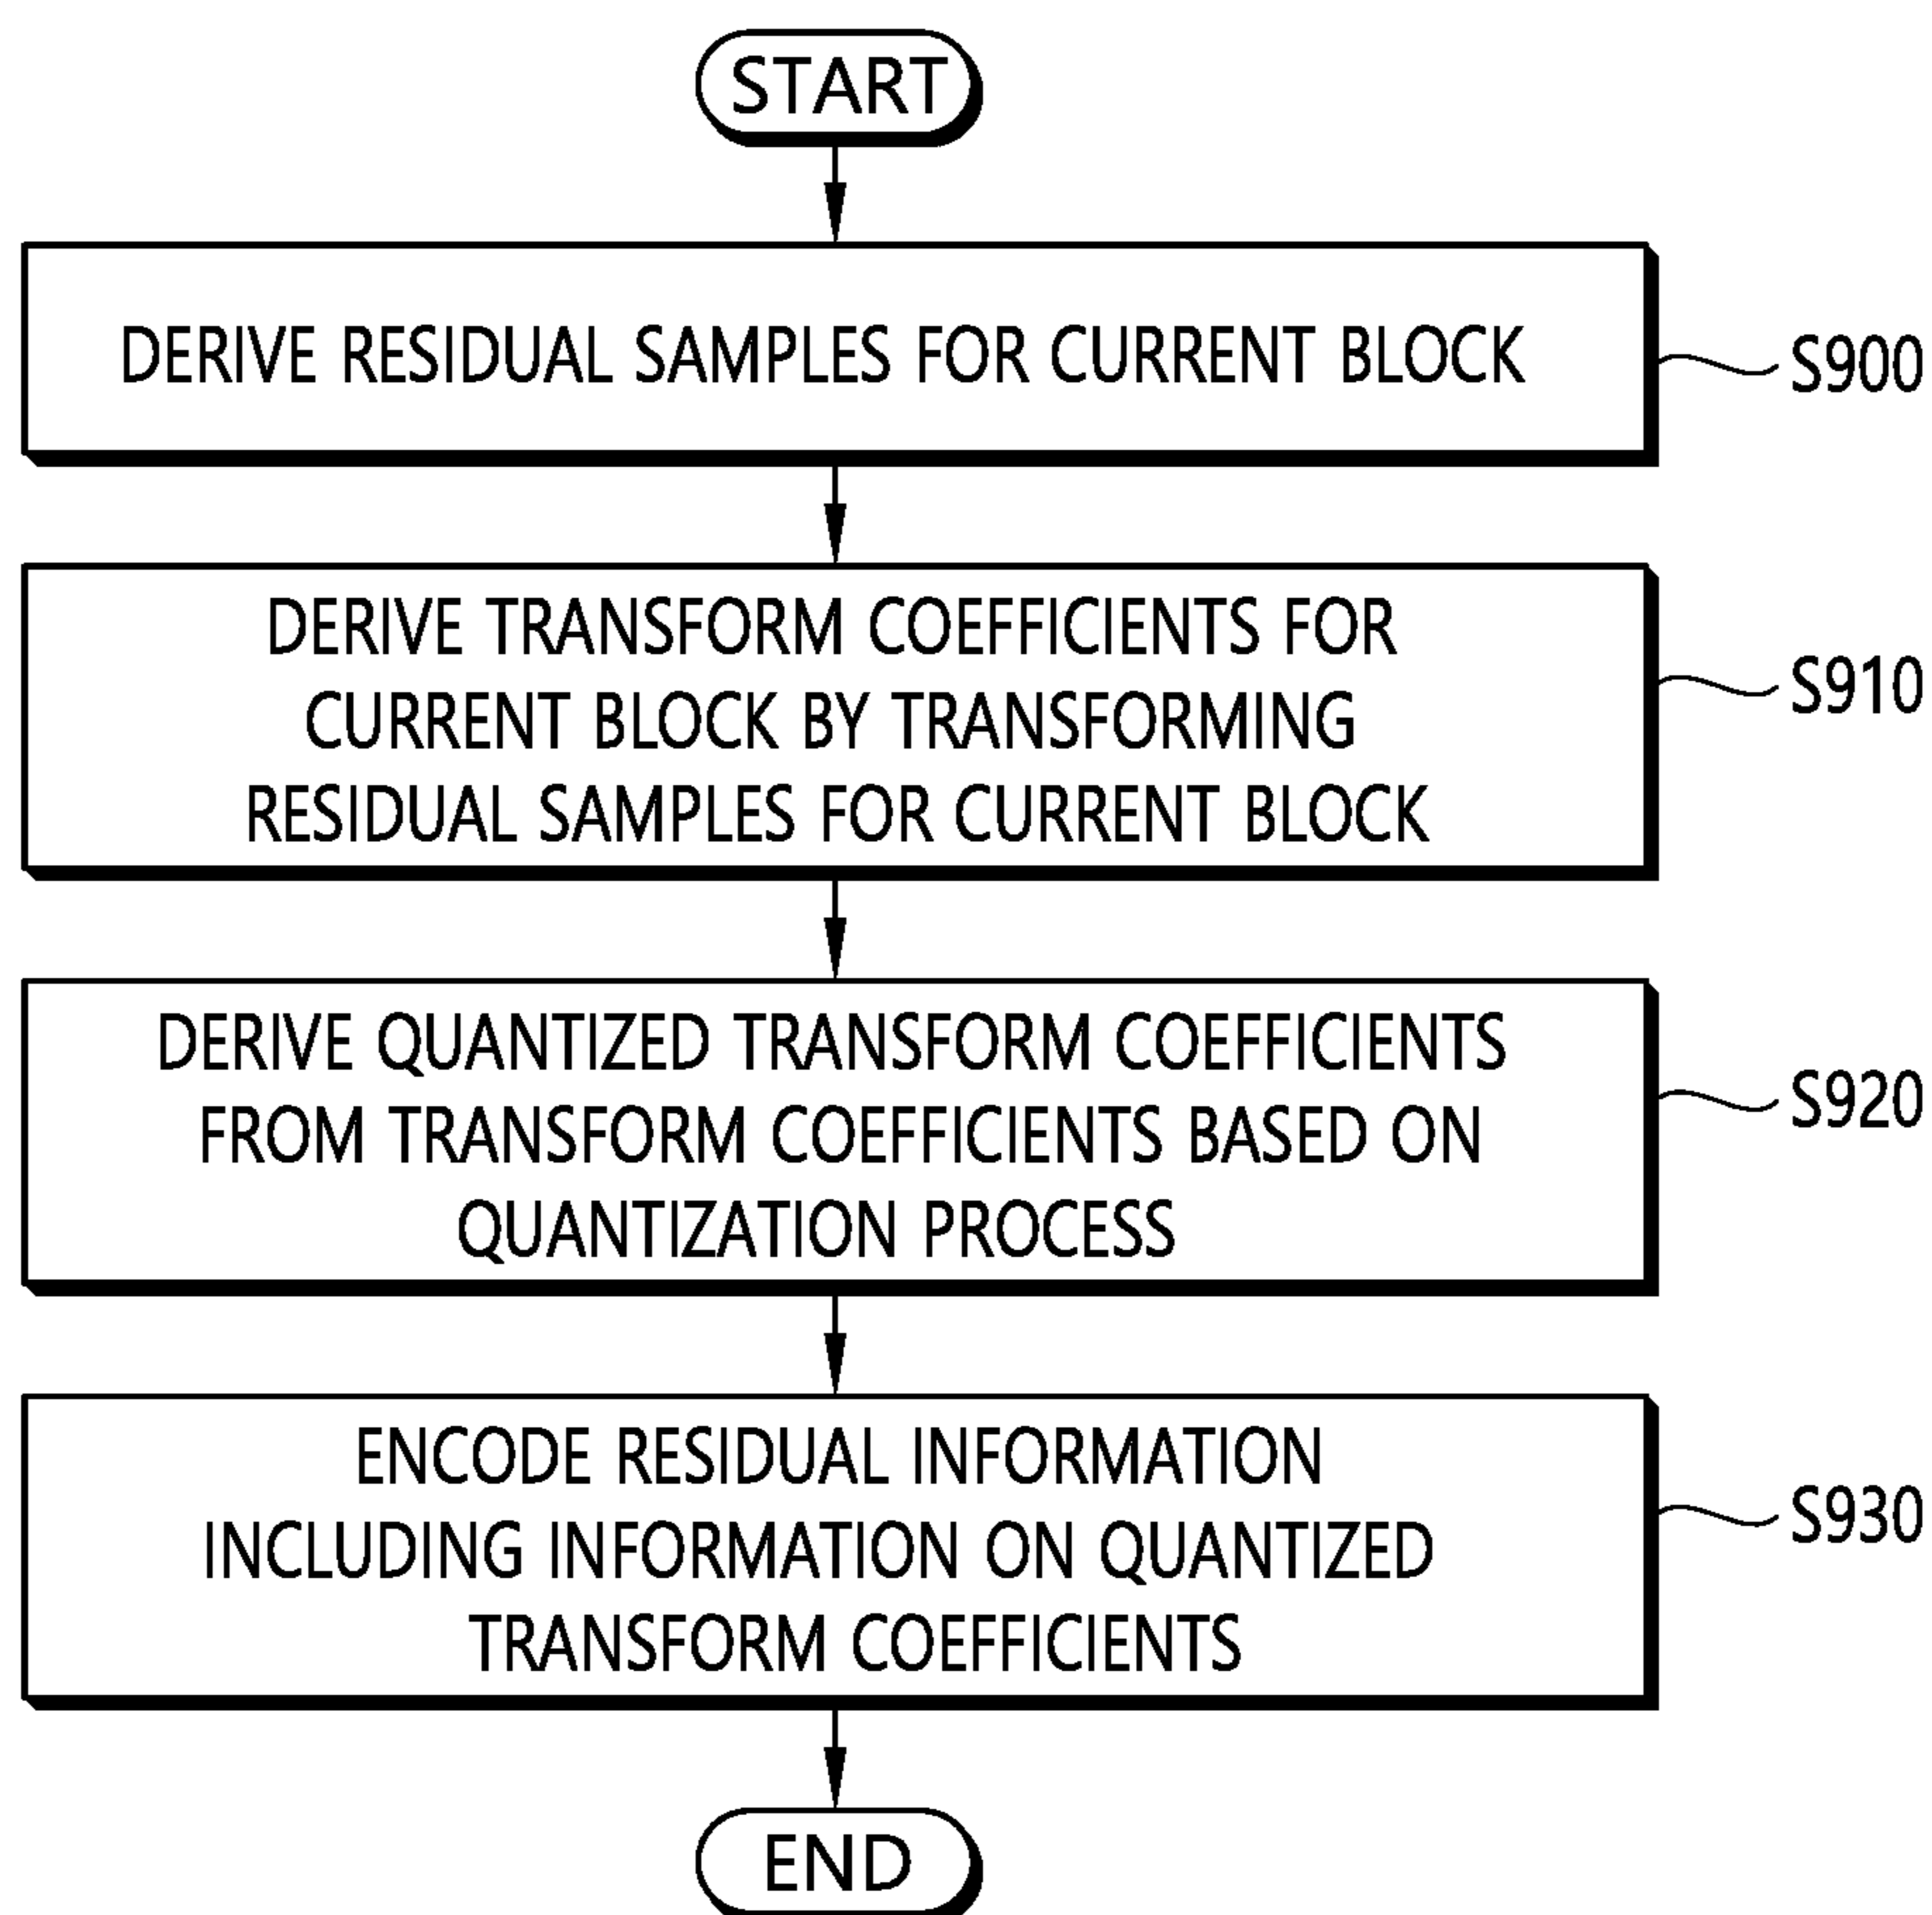 START
DERIVE RESIDUAL SAMPLES FOR CURRENT BLOCK
S900
DERIVE TRANSFORM COEFFICIENTS FOR
CURRENT BLOCK BY TRANSFORMING
RESIDUAL SAMPLES FOR CURRENT BLOCK
S910
DERIVE QUANTIZED TRANSFORM COEFFICIENTS
FROM TRANSFORM COEFFICIENTS BASED ON
QUANTIZATION PROCESS
S920
ENCODE RESIDUAL INFORMATION
INCLUDING INFORMATION ON QUANTIZED
TRANSFORM COEFFICIENTS
S930
END